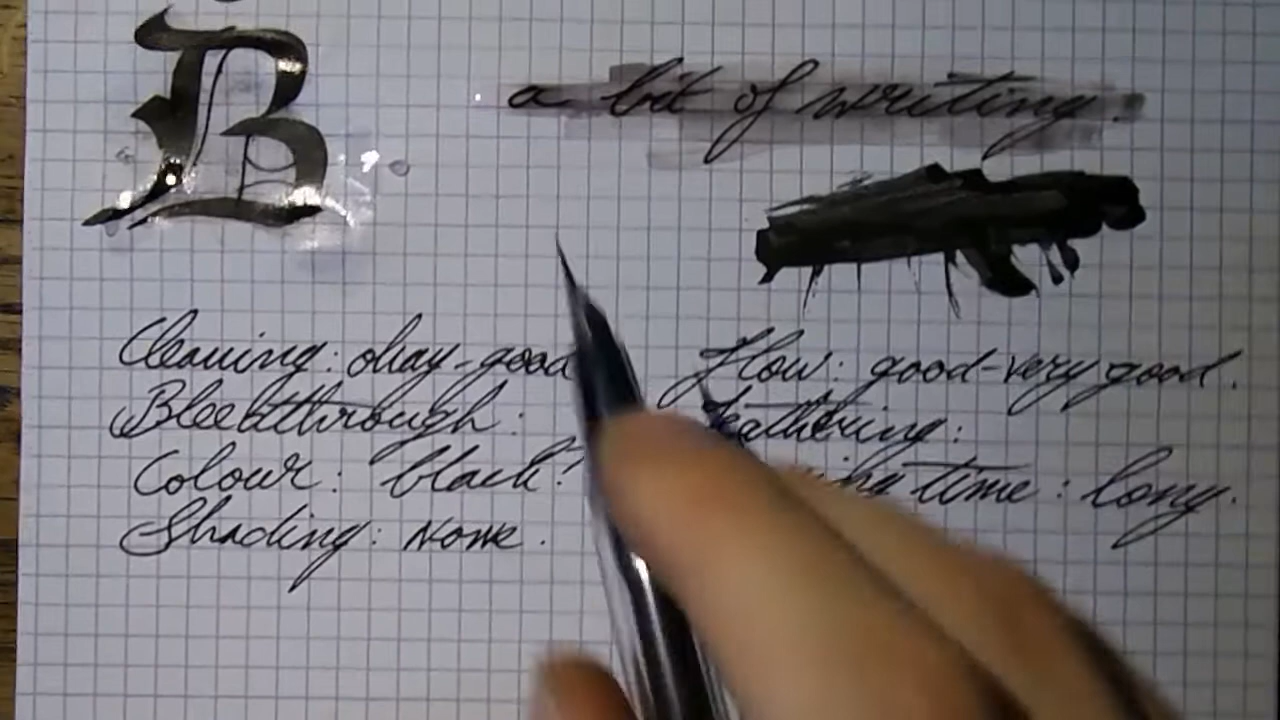 B
a bit of writing.
Cleaning: okay-good Flow: good-very good.
Bleedthrough: Feathering:
Colour: black! time: long.
Shading: None.